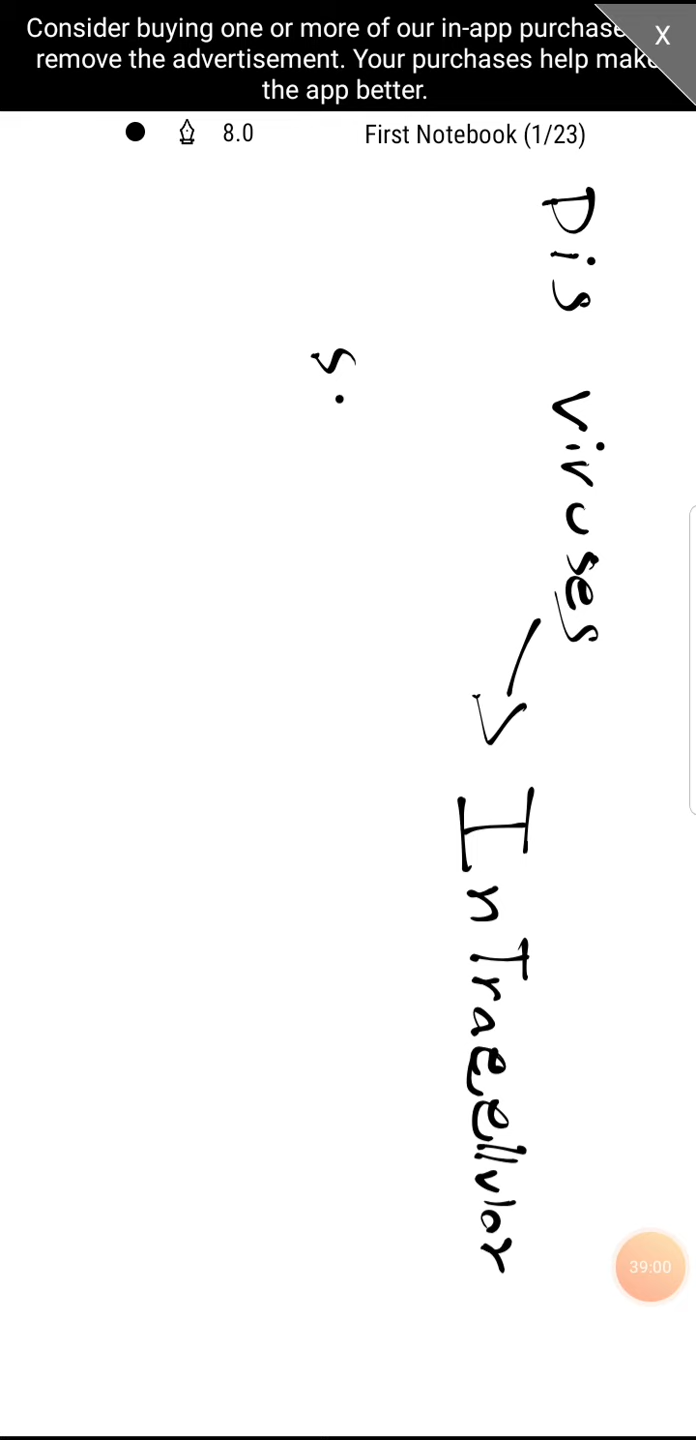 Consider buying one or more of our in-app purchase
remove the advertisement. Your purchases help make
the app better.
X
8.0 First Notebook (1/23)
Dis viruses
→ InTracellular
s.
39:00